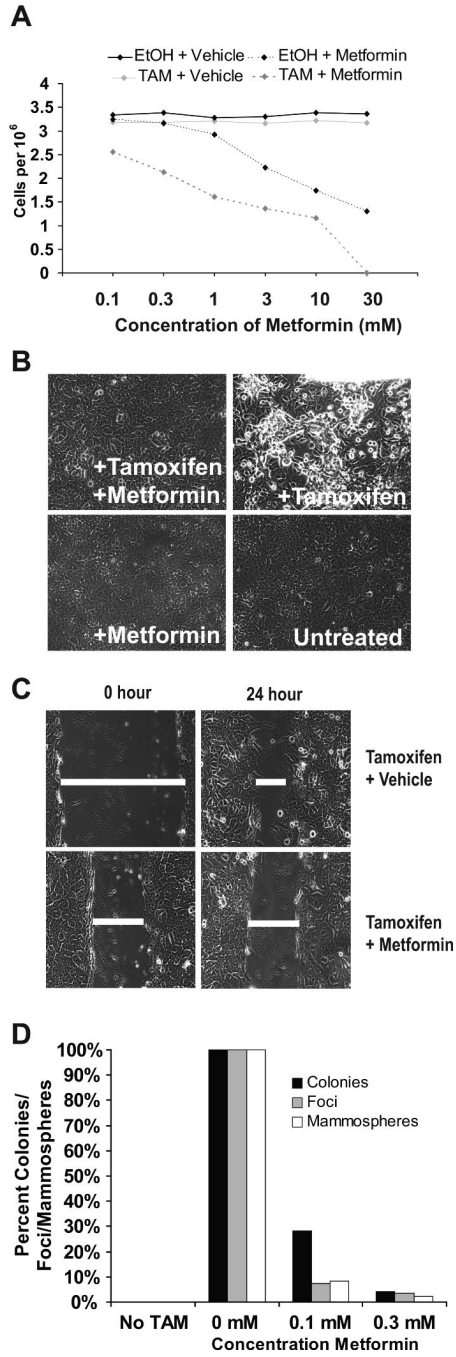 A
EtOH + Vehicle EtOH + Metformin
TAM + Vehicle TAM + Metformin
Cells per 10^6
4
3.5
3
2.5
2
1.5
1
0.5
0
0.1 0.3 1 3 10 30
Concentration of Metformin (mM)
B
+Tamoxifen
+Metformin
+Tamoxifen
+Metformin
Untreated
C
0 hour 24 hour
Tamoxifen
+ Vehicle
Tamoxifen
+ Metformin
D
Percent Colonies/
Foci/Mammospheres
100%
90%
80%
70%
60%
50%
40%
30%
20%
10%
0%
Colonies
Foci
Mammospheres
No TAM 0 mM 0.1 mM 0.3 mM
Concentration Metformin